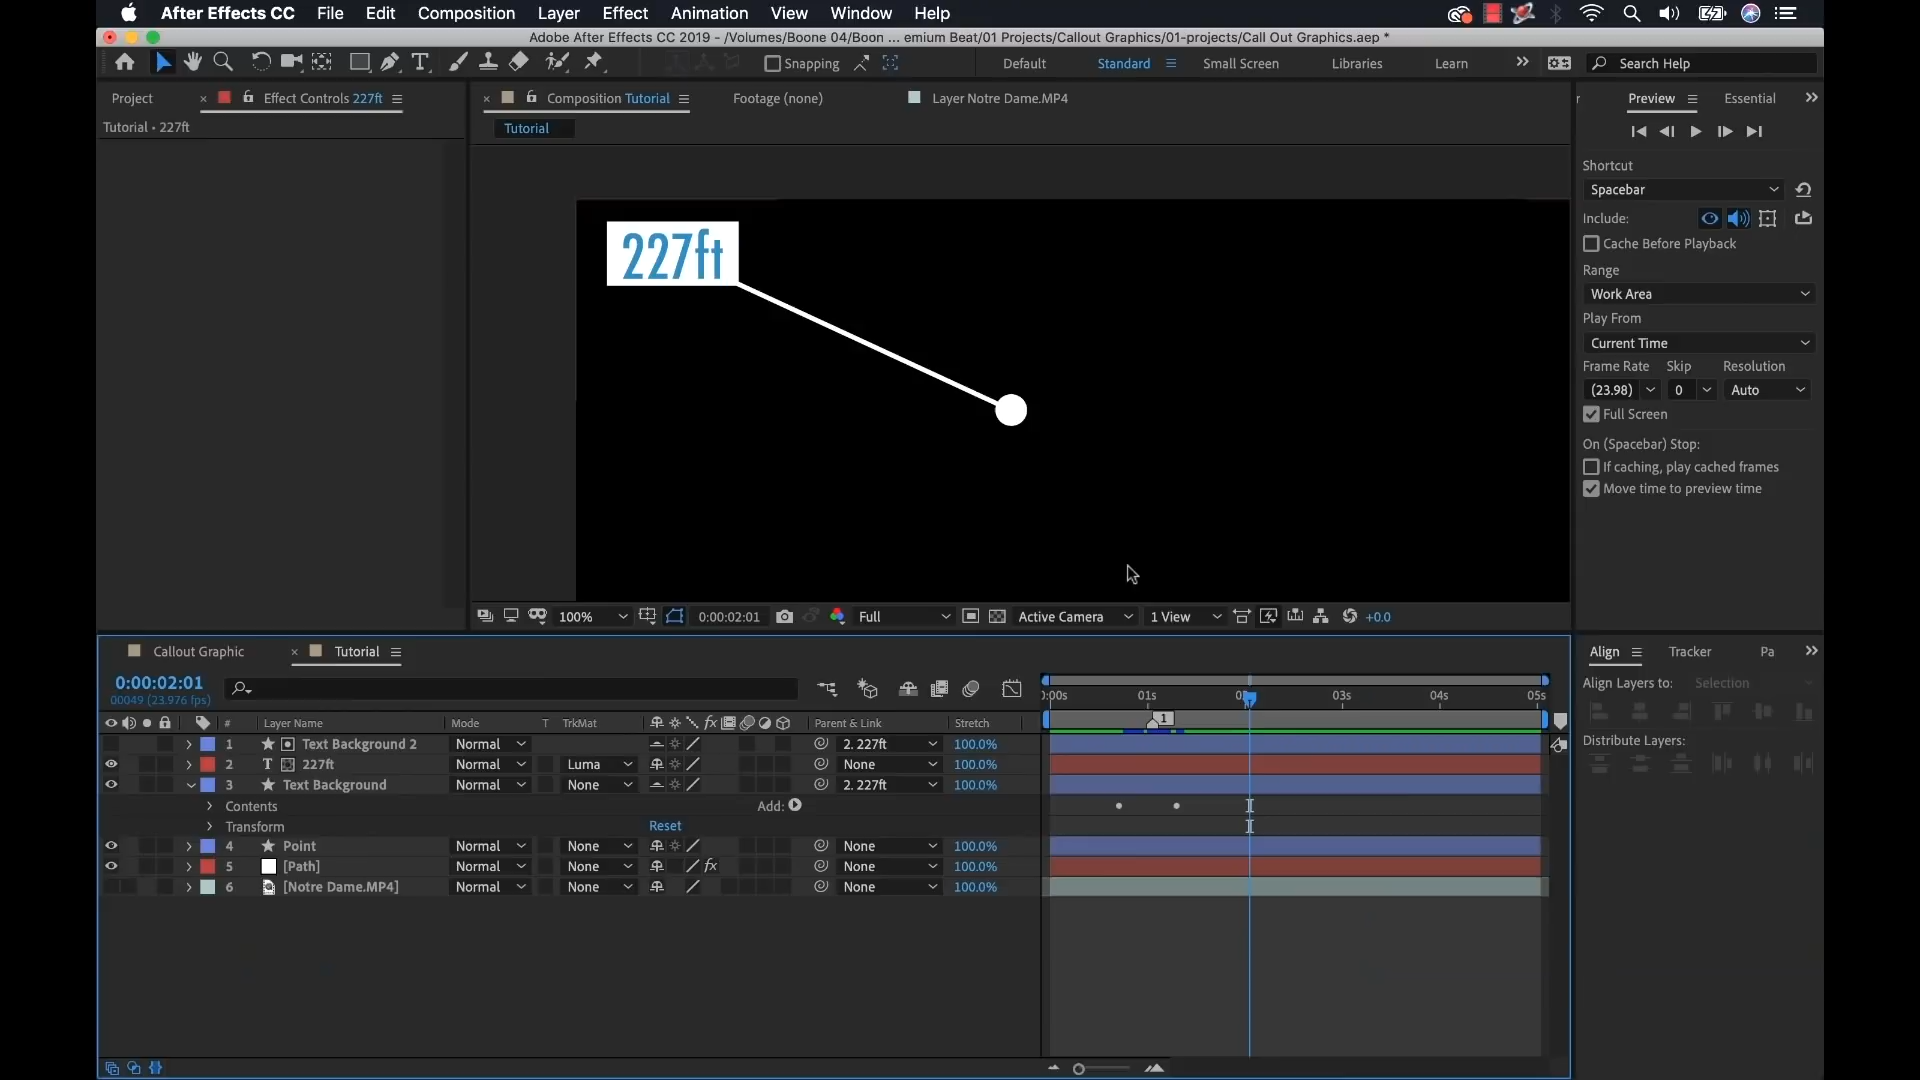 After Effects CC File Edit Composition Layer Effect Animation View Window Help
Adobe After Effects CC 2019 - /Volumes/Boone 04/Boon ... emium Beat/01 Projects/Callout Graphics/01-projects/Call Out Graphics.aep *
Snapping Default Standard Small Screen Libraries Learn Search Help
Project Effect Controls 227ft Composition Tutorial Footage (none) Layer Notre Dame.MP4 Preview Essential
Tutorial • 227ft
Tutorial
Shortcut
Spacebar
Include:
Cache Before Playback
Range
Work Area
Play From
Current Time
Frame Rate Skip Resolution
(23.98) 0 Auto
Full Screen
On (Spacebar) Stop:
If caching, play cached frames
Move time to preview time
227ft
100% 0:00:02:01 Full Active Camera 1 View +0.0
Callout Graphic Tutorial Align Tracker Pa
0:00:02:01
00049 (23.976 fps)
Align Layers to: Selection
Distribute Layers:
0:00s 01s 03s 04s 05s
1
# Layer Name Mode T TrkMat Parent & Link Stretch
1 Text Background 2 Normal 2. 227ft 100.0%
2 T 227ft Normal Luma None 100.0%
3 Text Background Normal None 2. 227ft 100.0%
Contents Add:
Transform Reset
4 Point Normal None None 100.0%
5 [Path] Normal None fx None 100.0%
6 [Notre Dame.MP4] Normal None None 100.0%